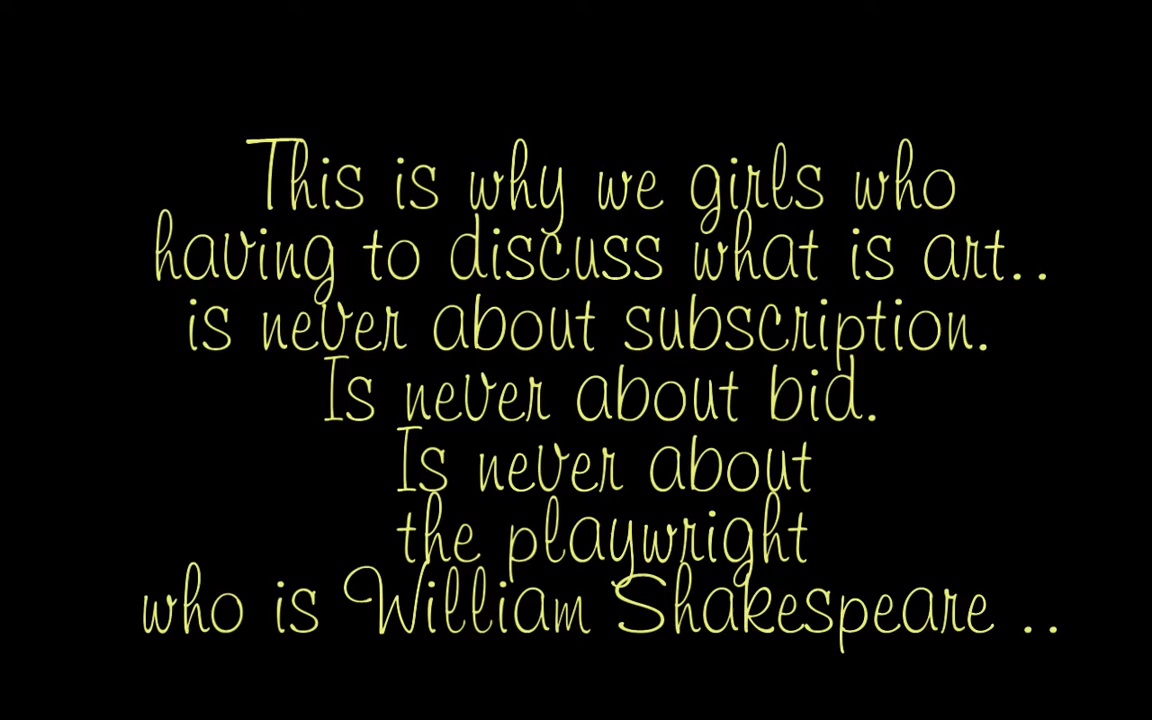 This is why we girls who
having to discuss what is art..
is never about subscription.
Is never about bid.
Is never about
the playwright
who is William Shakespeare ..